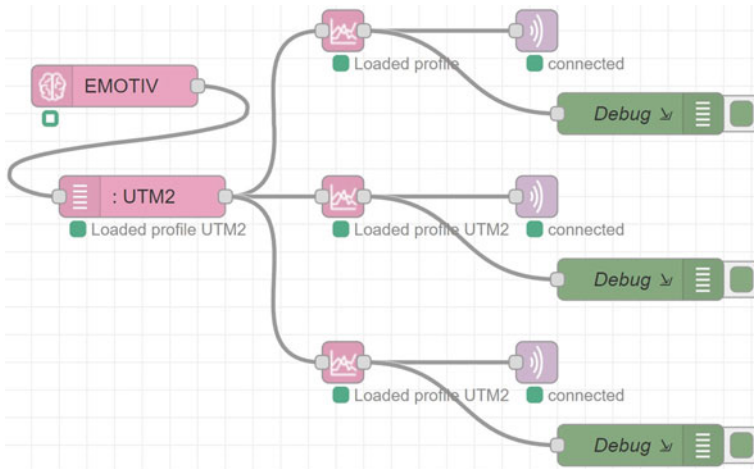 Loaded profile
connected
EMOTIV
Debug
: UTM2
Loaded profile UTM2
Loaded profile UTM2
connected
Debug
Loaded profile UTM2
connected
Debug